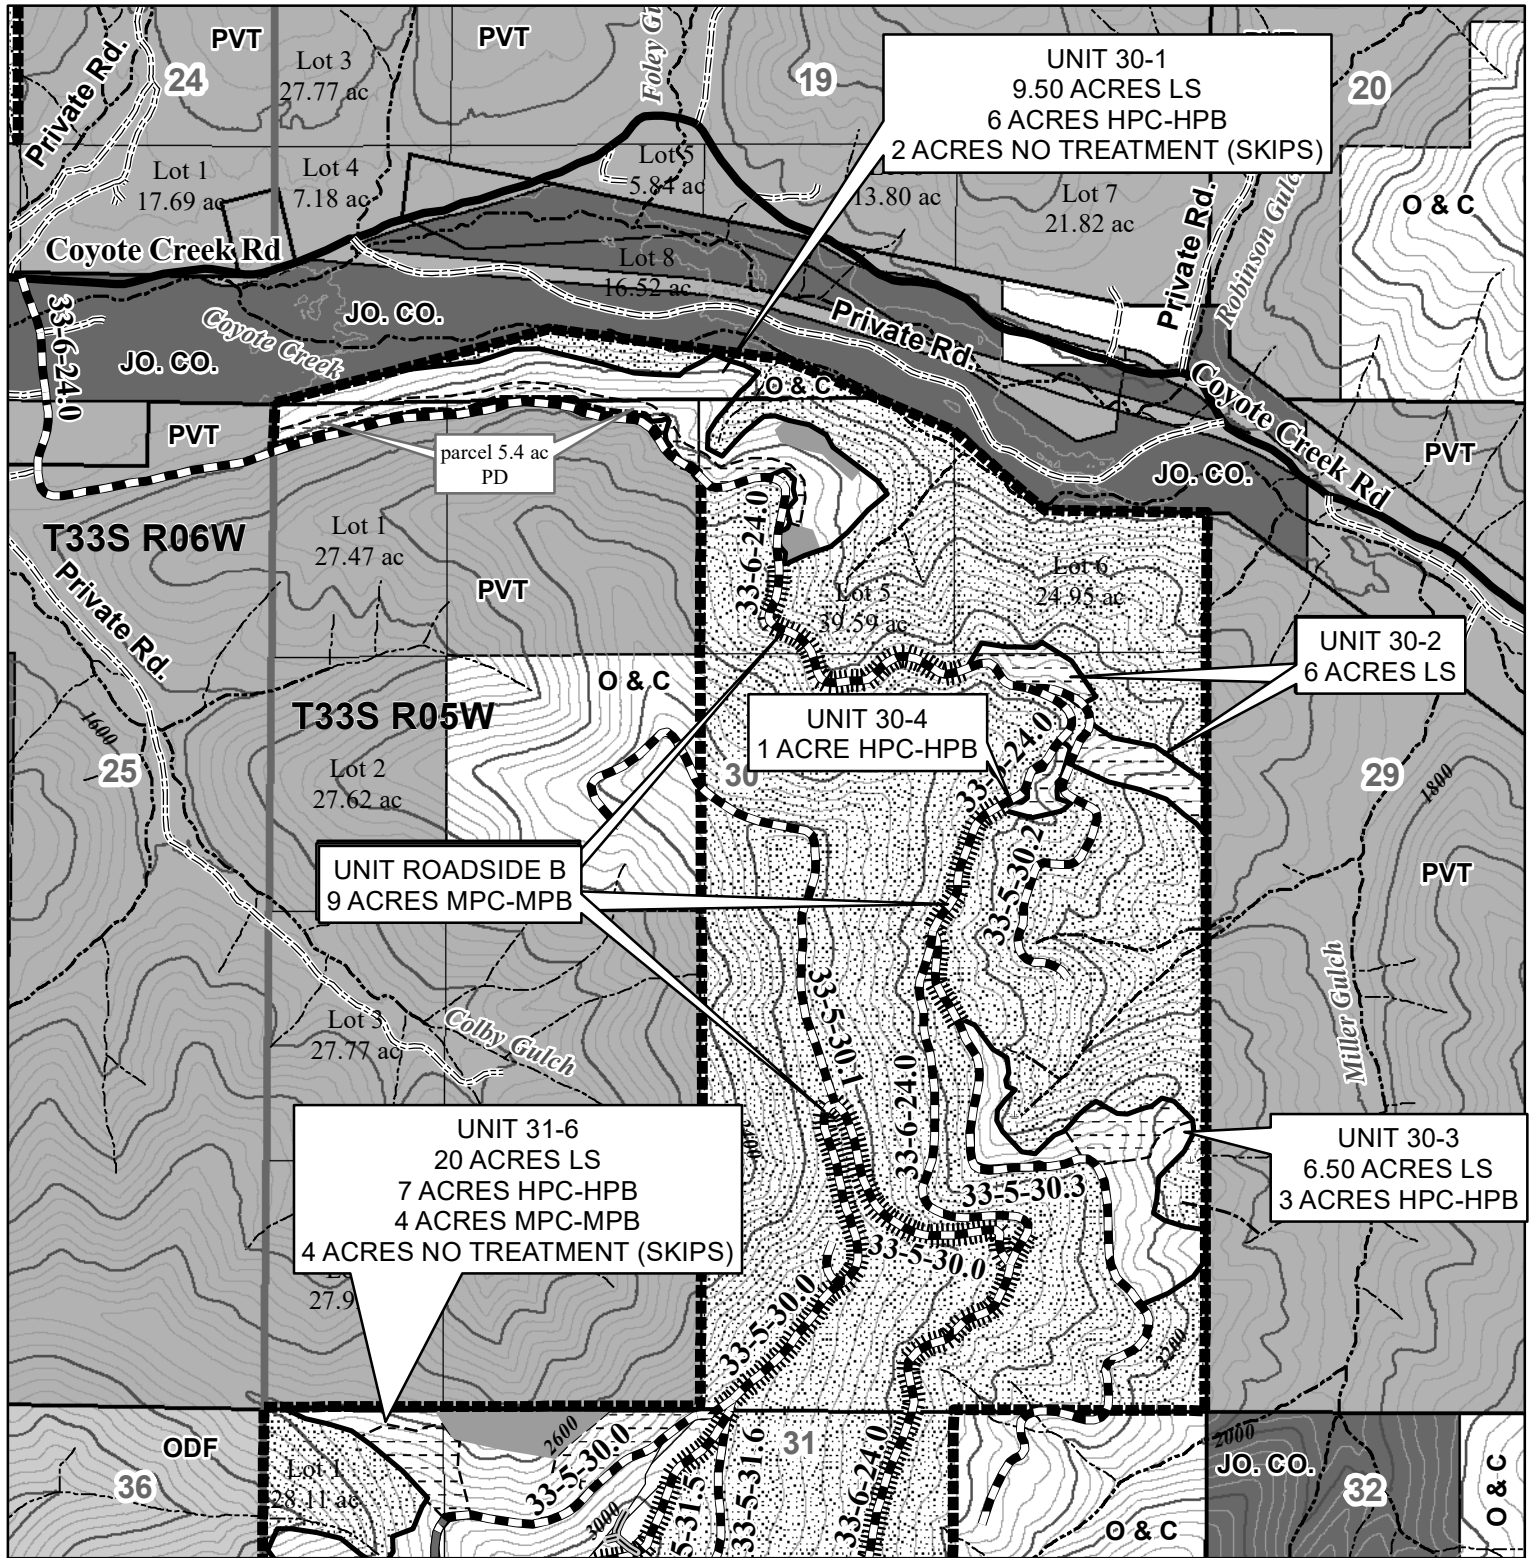 PVT
PVT
Foley Gu
24
Lot 3
27.77 ac
19
20
Private Rd.
UNIT 30-1
9.50 ACRES LS
6 ACRES HPC-HPB
2 ACRES NO TREATMENT (SKIPS)
Lot 1
17.69 ac
Lot 4
7.18 ac
Lot 5
5.84 ac
13.80 ac
Lot 7
21.82 ac
Private Rd.
Robinson Gulc
O & C
Coyote Creek Rd
Lot 8
16.52 ac
33-6-24.0
JO. CO.
Coyote Creek
JO. CO.
Private Rd.
Coyote Creek Rd
O & C
PVT
parcel 5.4 ac
PD
JO. CO.
PVT
33-6-24.0
T33S R06W
Lot 1
27.47 ac
PVT
Private Rd.
Lot 5
39.59 ac
Lot 6
24.95 ac
UNIT 30-2
6 ACRES LS
O & C
T33S R05W
UNIT 30-4
1 ACRE HPC-HPB
1600
25
Lot 2
27.62 ac
30
29
1800
33-5-30.2
UNIT ROADSIDE B
9 ACRES MPC-MPB
PVT
Lot 3
27.77 ac
Colby Gulch
33-5-30.1
33-6-24.0
Miller Gulch
UNIT 31-6
20 ACRES LS
7 ACRES HPC-HPB
4 ACRES MPC-MPB
4 ACRES NO TREATMENT (SKIPS)
UNIT 30-3
6.50 ACRES LS
3 ACRES HPC-HPB
33-5-30.3
33-5-30.0
27.9
33-5-30.0
ODF
36
Lot 1
28.11 ac
2600
33-5-30.0
3000
5-31.5
33-5-31.6
31
33-6-24.0
O & C
2000
JO. CO.
32
O & C